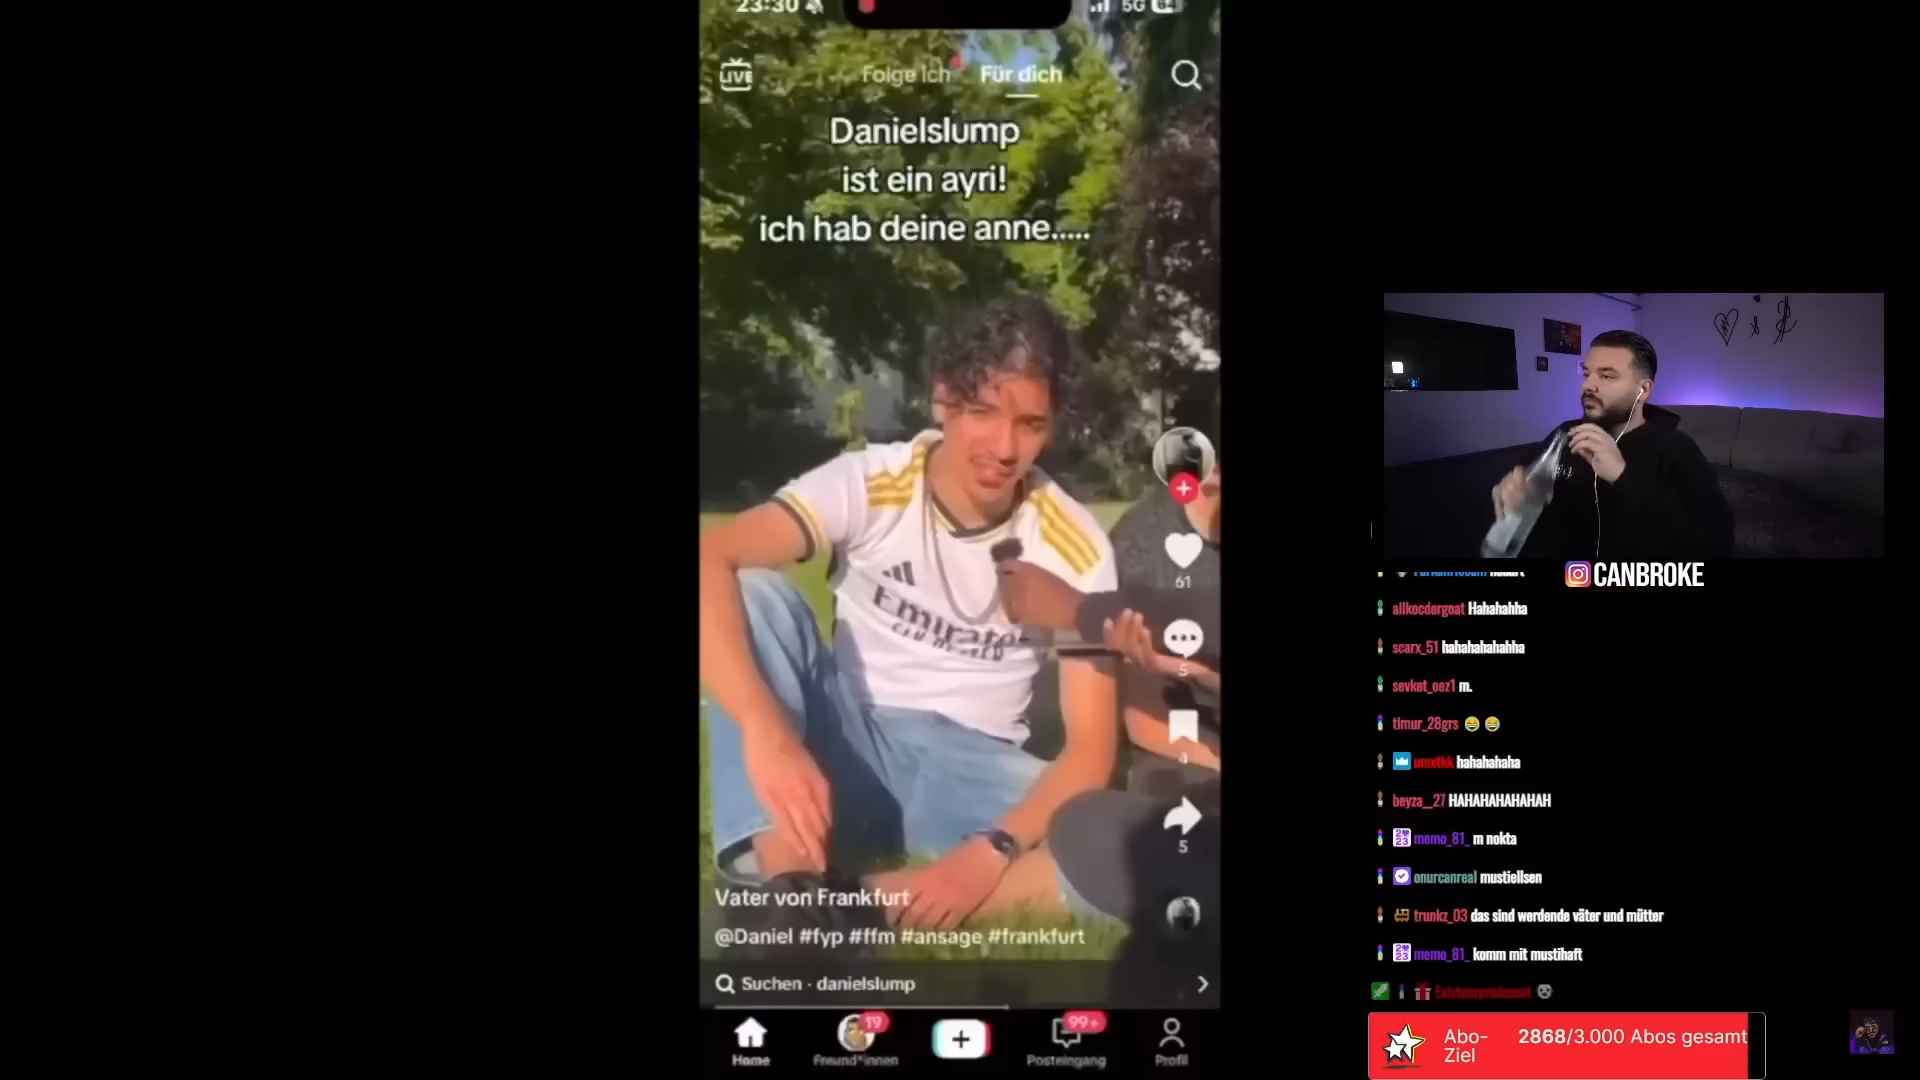 23:30
5G
LIVE
Folge ich
Für dich
Danielslump
ist ein ayri!
ich hab deine anne.....
61
5
4
5
Vater von Frankfurt
@Daniel #fyp #ffm #ansage #frankfurt
Suchen · danielslump
Home
19
Freund*innen
99+
Posteingang
Profil
CANBROKE
Hahahahha
scarx_51 hahahahahahha
sevket_oez1 m.
hahahahaha
beyza__27 HAHAHAHAHAHAH
memo_81_ m nokta
onurcanreal mustiellsen
trunkz_03 das sind werdende väter und mütter
memo_81_ komm mit mustihaft
Abo-
Ziel
2868/3.000 Abos gesamt